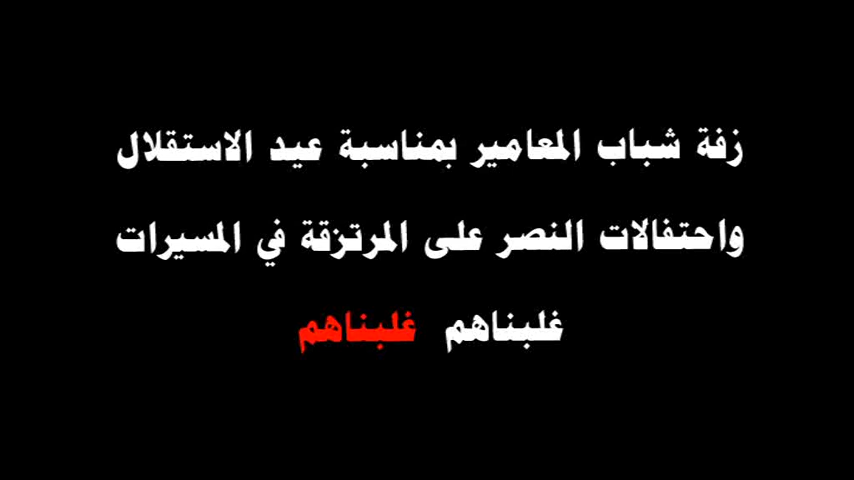 زفة شباب المعامير بمناسبة عيد الاستقلال
واحتفالات النصر على المرتزقة في المسيرات
غلبناهم غلبناهم